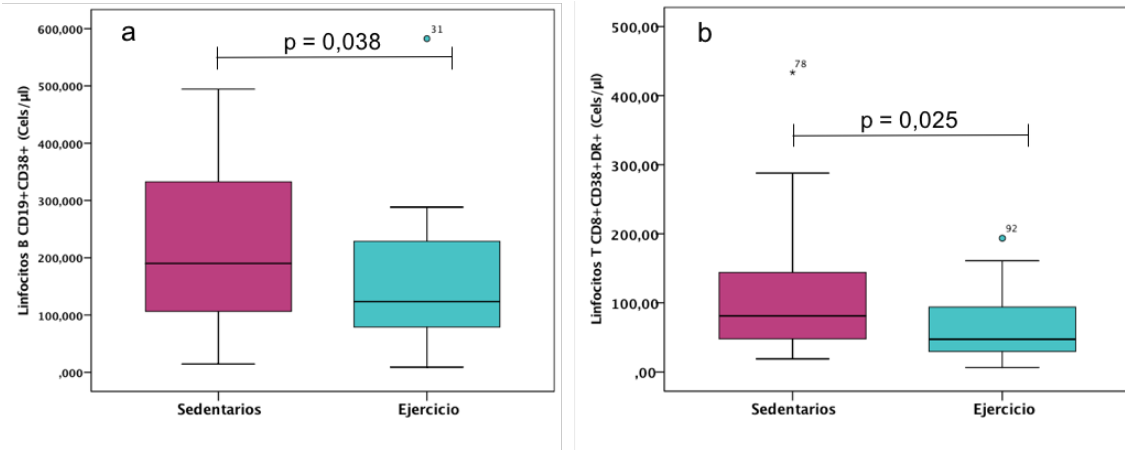 a
p = 0,038
31
600,000
500,000
400,000
300,000
200,000
100,000
,000
Linfocitos B CD19+CD38+ (Cels/µl)
Sedentarios
Ejercicio
b
78
p = 0,025
92
500,00
400,00
300,00
200,00
100,00
,00
Linfocitos T CD8+CD38+DR+ (Cels/µl)
Sedentarios
Ejercicio